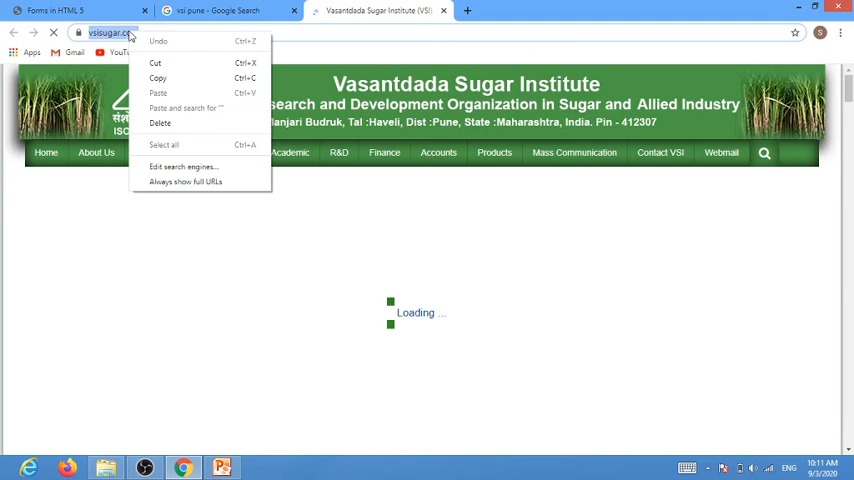 Forms in HTML 5
vsi pune - Google Search
Vasantdada Sugar Institute (VSI)
vsisugar.co
S
Apps Gmail
Undo Ctrl+Z
Cut Ctrl+X
Copy Ctrl+C
Paste Ctrl+V
Paste and search for ""
Delete
Select all Ctrl+A
Edit search engines...
Always show full URLs
Vasantdada Sugar Institute
search and Development Organization in Sugar and Allied Industry
Manjari Budruk, Tal :Haveli, Dist :Pune, State :Maharashtra, India. Pin - 412307
ISO
Home About Us Academic R&D Finance Accounts Products Mass Communication Contact VSI Webmail
Loading ...
ENG
10:11 AM
9/3/2020